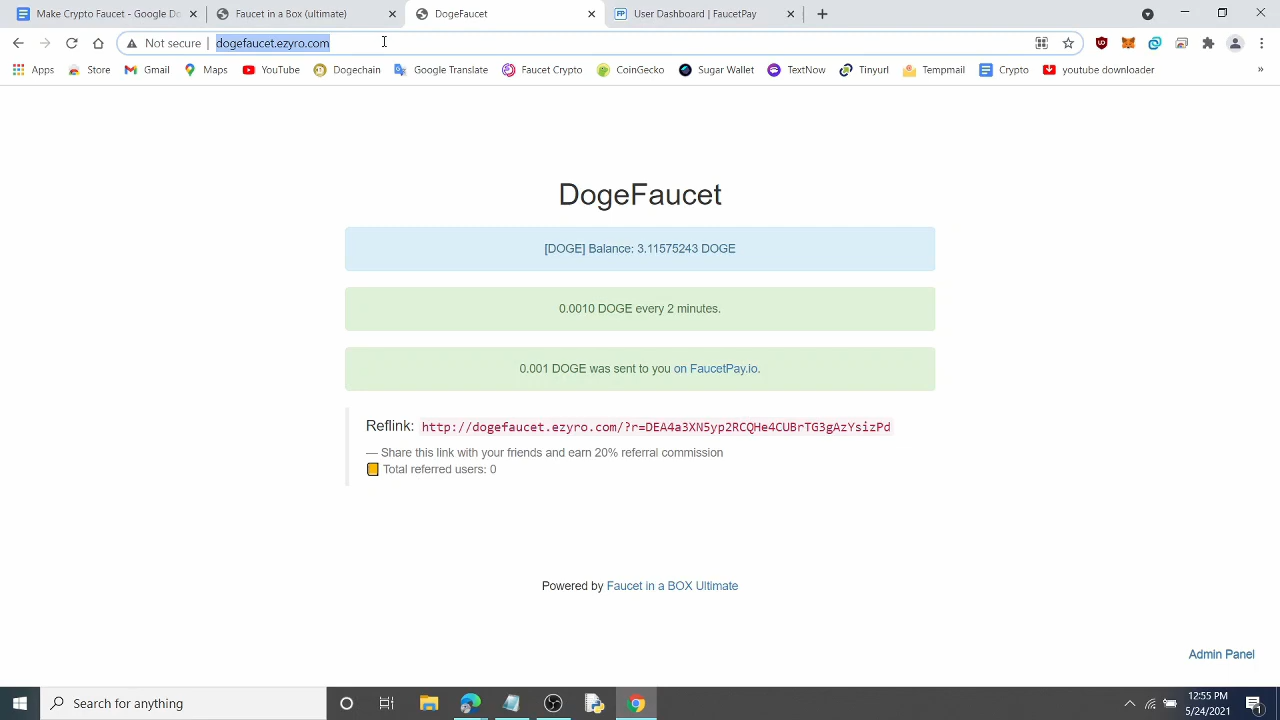 Make Crypto Faucet - Google Do
Faucet in a Box (ultimate)
DogeFaucet
User Dashboard | FaucetPay
Not secure
dogefaucet.ezyro.com
Apps
Store
Gmail
Maps
YouTube
Dogechain
Google Translate
Faucet Crypto
CoinGecko
Sugar Wallet
TextNow
Tinyurl
Tempmail
Crypto
youtube downloader
»
DogeFaucet
[DOGE] Balance: 3.11575243 DOGE
0.0010 DOGE every 2 minutes.
0.001 DOGE was sent to you on FaucetPay.io.
Reflink: http://dogefaucet.ezyro.com/?r=DEA4a3XN5yp2RCQHe4CUBrTG3gAzYsizPd
— Share this link with your friends and earn 20% referral commission
Total referred users: 0
Powered by Faucet in a BOX Ultimate
Admin Panel
Search for anything
12:55 PM
5/24/2021
1